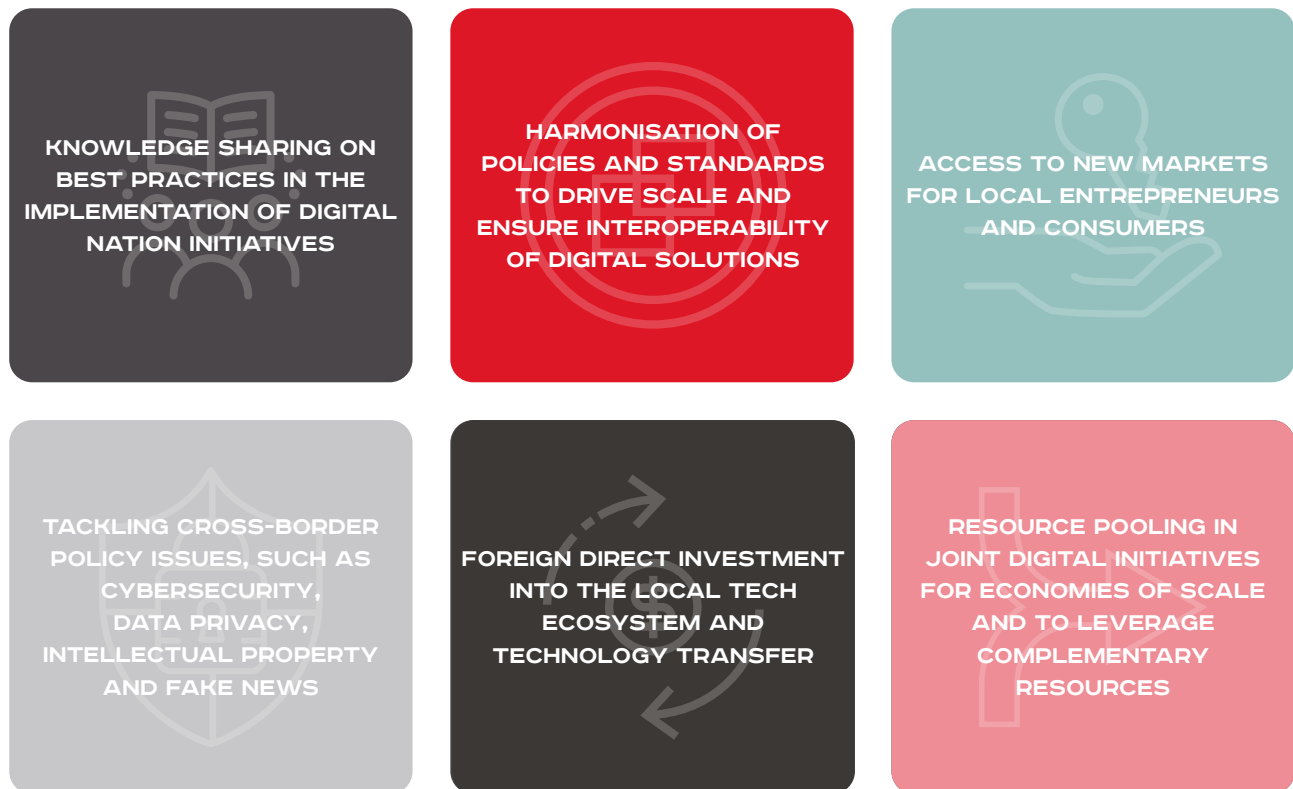 KNOWLEDGE SHARING ON
BEST PRACTICES IN THE
IMPLEMENTATION OF DIGITAL
NATION INITIATIVES
HARMONISATION OF
POLICIES AND STANDARDS
TO DRIVE SCALE AND
ENSURE INTEROPERABILITY
OF DIGITAL SOLUTIONS
ACCESS TO NEW MARKETS
FOR LOCAL ENTREPRENEURS
AND CONSUMERS
TACKLING CROSS-BORDER
POLICY ISSUES, SUCH AS
CYBERSECURITY,
DATA PRIVACY,
INTELLECTUAL PROPERTY
AND FAKE NEWS
FOREIGN DIRECT INVESTMENT
INTO THE LOCAL TECH
ECOSYSTEM AND
TECHNOLOGY TRANSFER
RESOURCE POOLING IN
JOINT DIGITAL INITIATIVES
FOR ECONOMIES OF SCALE
AND TO LEVERAGE
COMPLEMENTARY
RESOURCES